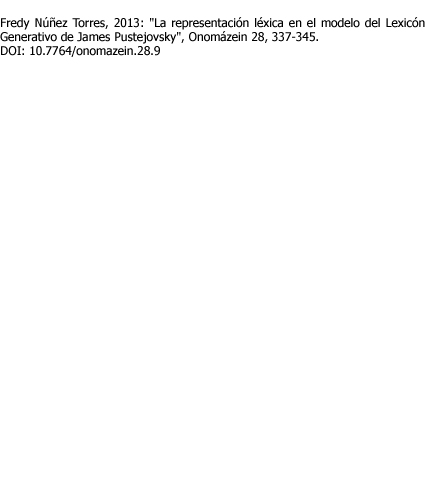 Fredy Núñez Torres, 2013: "La representación léxica en el modelo del Lexicón
Generativo de James Pustejovsky", Onomázein 28, 337-345.
DOI: 10.7764/onomazein.28.9